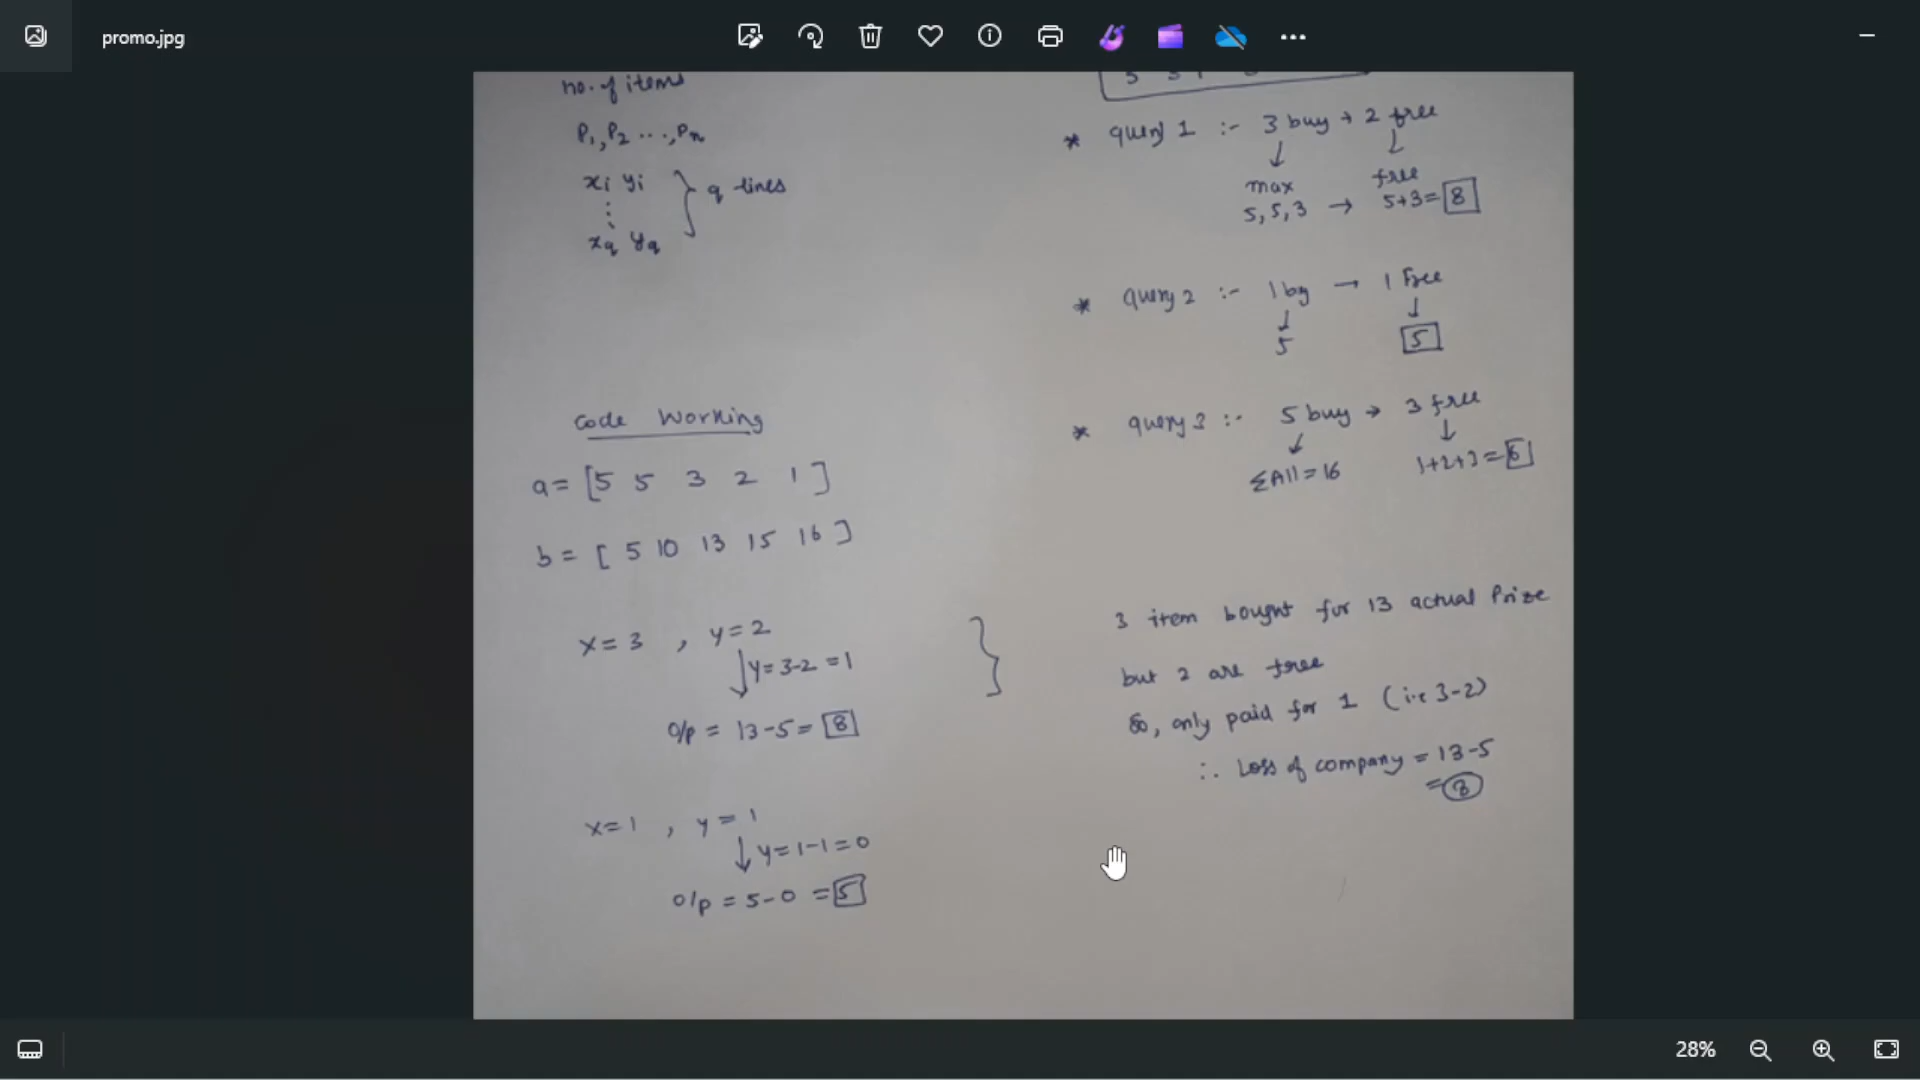 promo.jpg
no. of items
P1, P2 ..., Pn
xi yi
q lines
xq yq
Code Working
a = [5 5 3 2 1]
b = [ 5 10 13 15 16 ]
x = 3 , y = 2
y = 3-2 = 1
o/p = 13-5 = 8
x = 1 , y = 1
y = 1-1 = 0
o/p = 5-0 = 5
* query 1 :- 3 buy → 2 free
max free
5, 5, 3 → 5+3 = 8
* query 2 :- 1 by → 1 free
5 5
* query 3 :- 5 buy → 3 free
ΣAll = 16 1+2+3 = 6
3 item bought for 13 actual Prize
but 2 are free
So, only paid for 1 (i.e 3-2)
∴ Loss of company = 13-5
= 8
28%